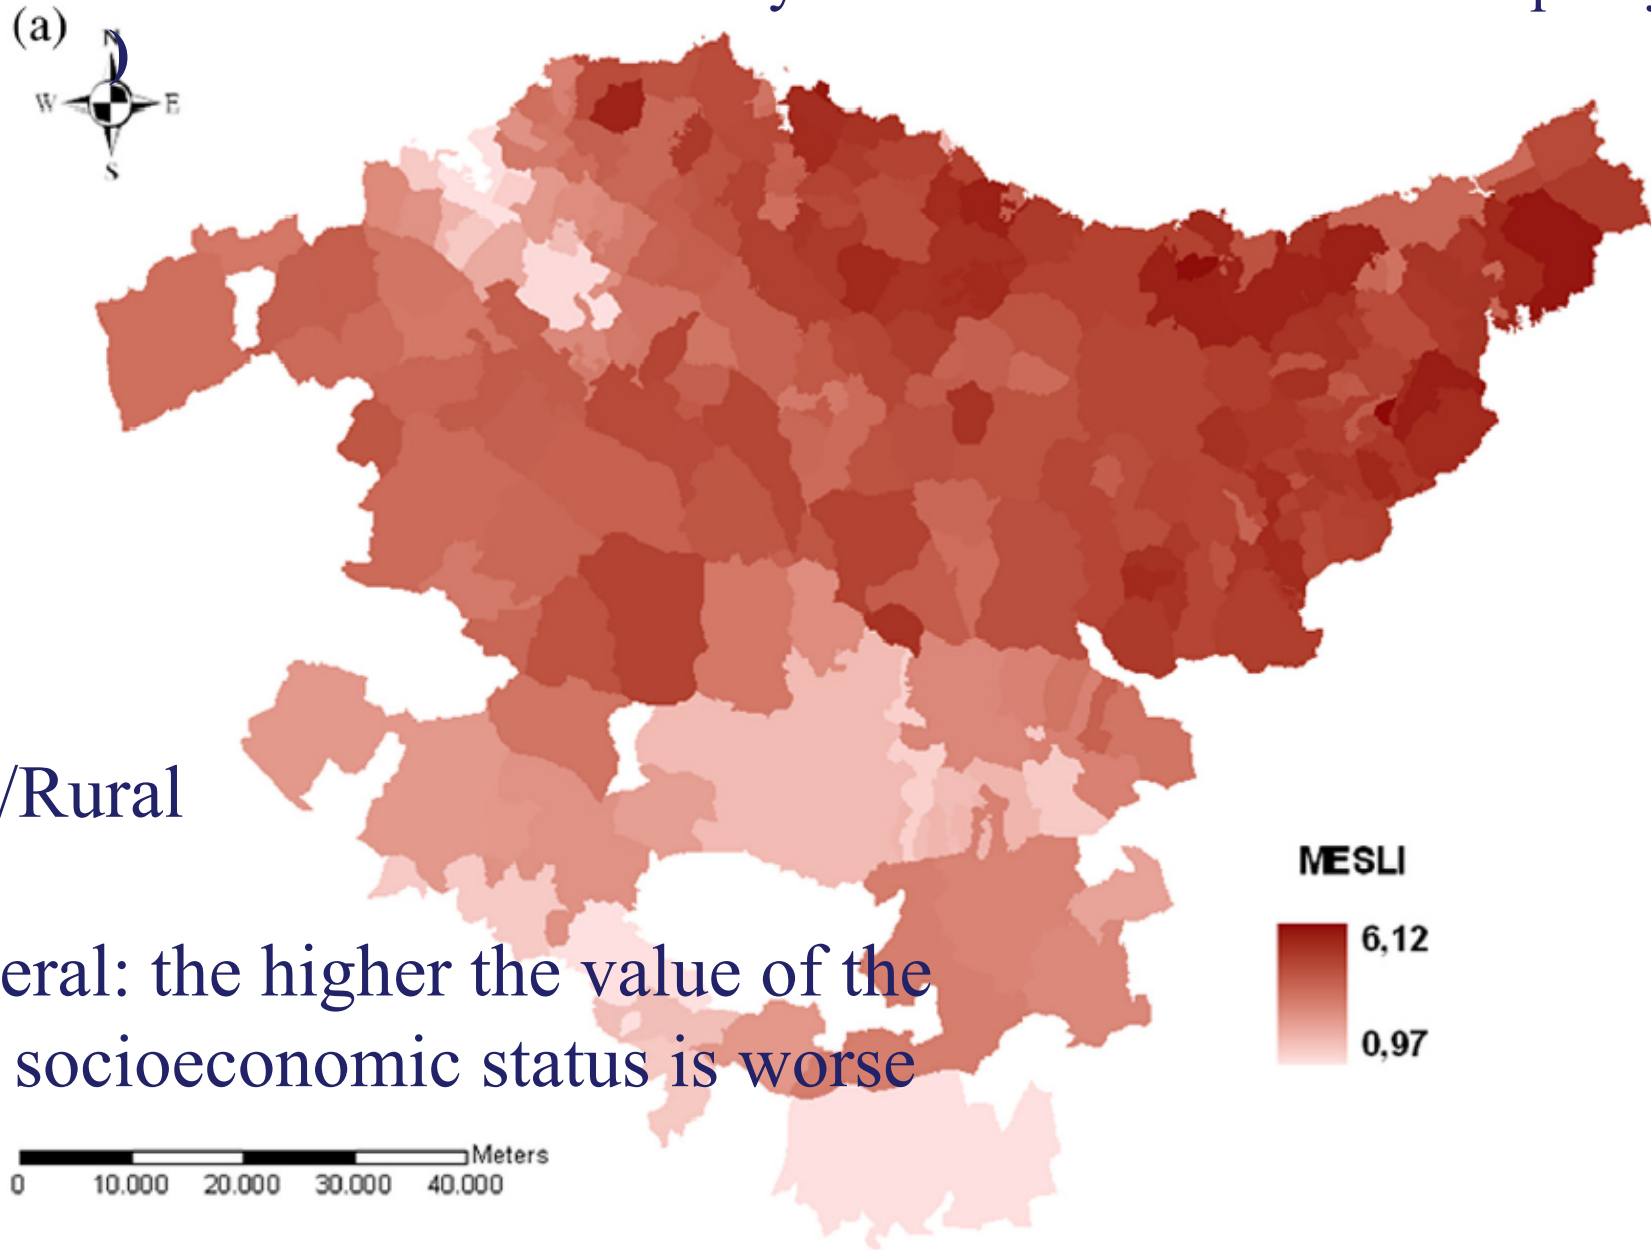 (a)
N
)
W E
S
/Rural
MESLI
6,12
eral: the higher the value of the
0,97
socioeconomic status is worse
Meters
0 10.000 20.000 30.000 40.000